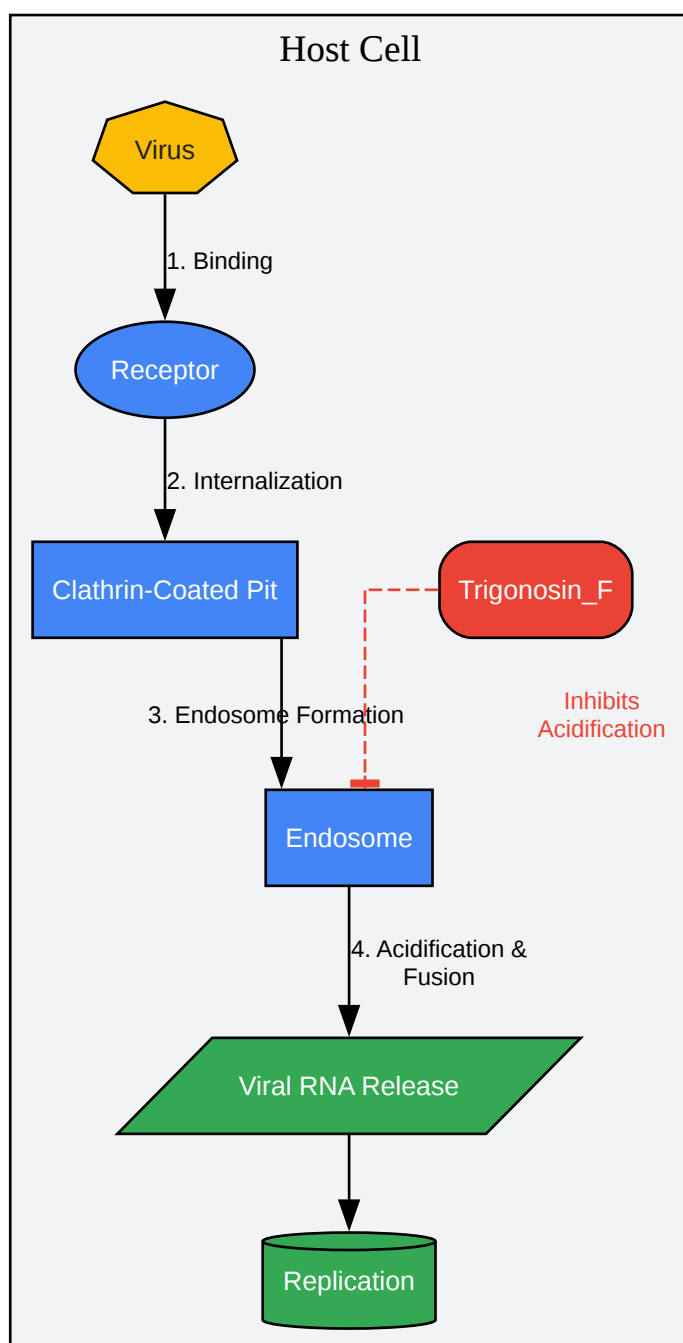 Host Cell
Virus
1. Binding
Receptor
2. Internalization
Clathrin-Coated Pit
Trigonosin_F
Inhibits
Acidification
3. Endosome Formation
Endosome
4. Acidification &
Fusion
Viral RNA Release
Replication